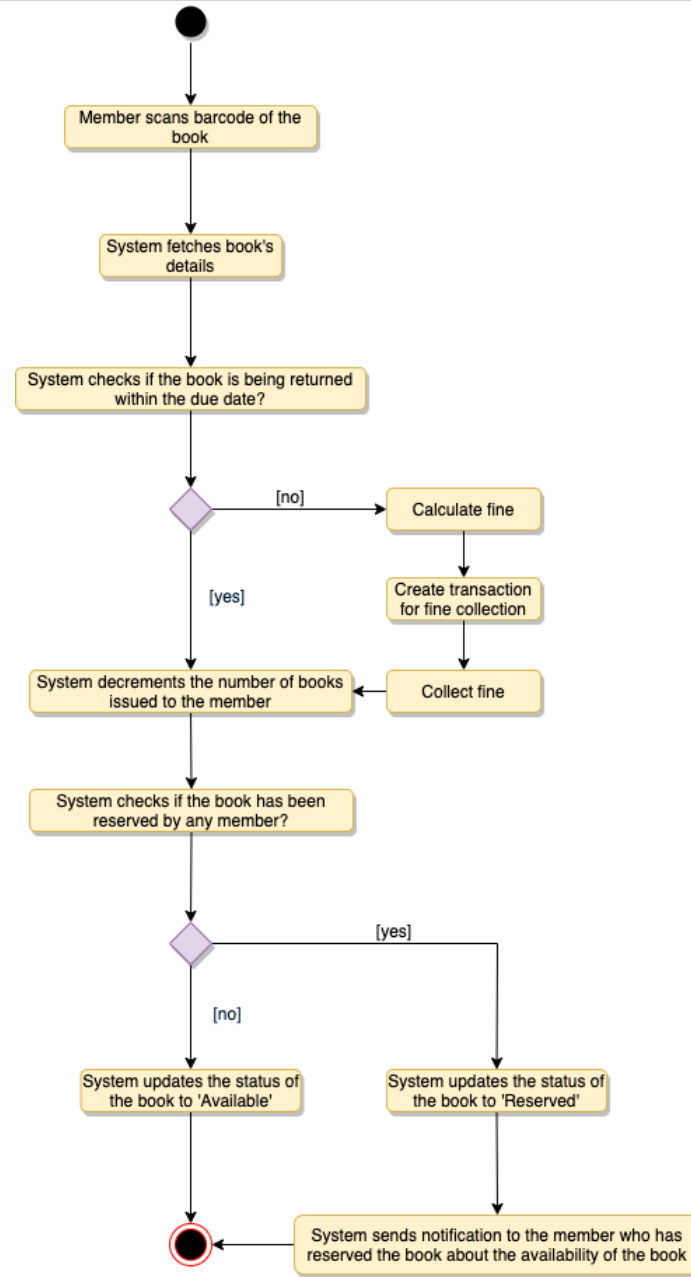 Member scans barcode of the
book
System fetches book's
details
System checks if the book is being returned
within the due date?
[no]
Calculate fine
[yes]
Create transaction
for fine collection
System decrements the number of books
issued to the member
Collect fine
System checks if the book has been
reserved by any member?
[yes]
[no]
System updates the status of
the book to 'Available'
System updates the status of
the book to 'Reserved'
System sends notification to the member who has
reserved the book about the availability of the book